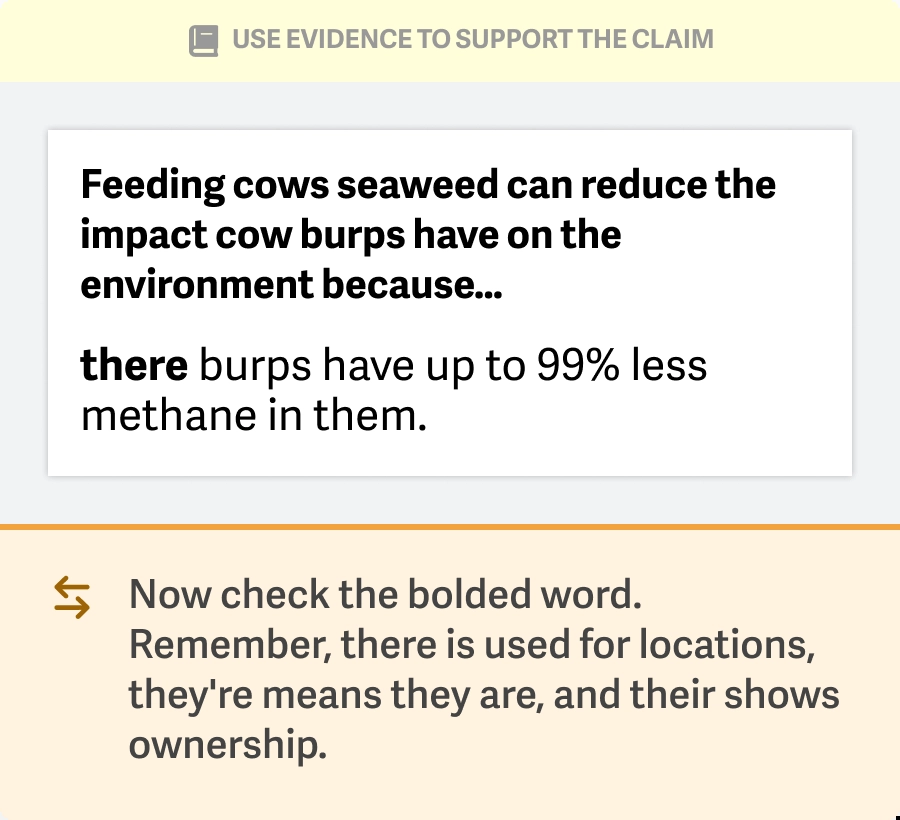 USE EVIDENCE TO SUPPORT THE CLAIM
Feeding cows seaweed can reduce the
impact cow burps have on the
environment because...
there burps have up to 99% less
methane in them.
Now check the bolded word.
Remember, there is used for locations,
they're means they are, and their shows
ownership.